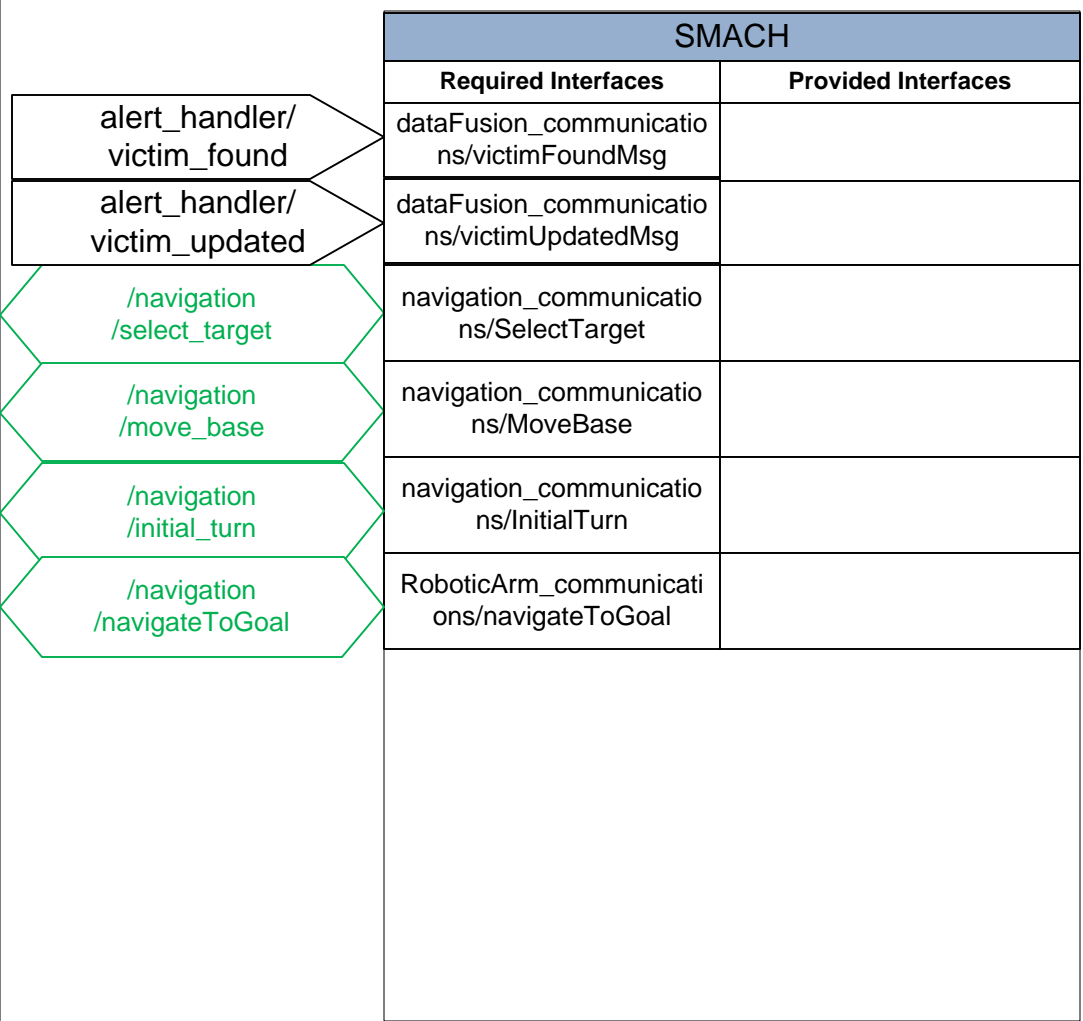 SMACH
Required Interfaces
Provided Interfaces
alert_handler/
victim_found
dataFusion_communicatio
ns/victimFoundMsg
alert_handler/
victim_updated
dataFusion_communicatio
ns/victimUpdatedMsg
/navigation
/select_target
navigation_communicatio
ns/SelectTarget
/navigation
/move_base
navigation_communicatio
ns/MoveBase
/navigation
/initial_turn
navigation_communicatio
ns/InitialTurn
/navigation
/navigateToGoal
RoboticArm_communicati
ons/navigateToGoal